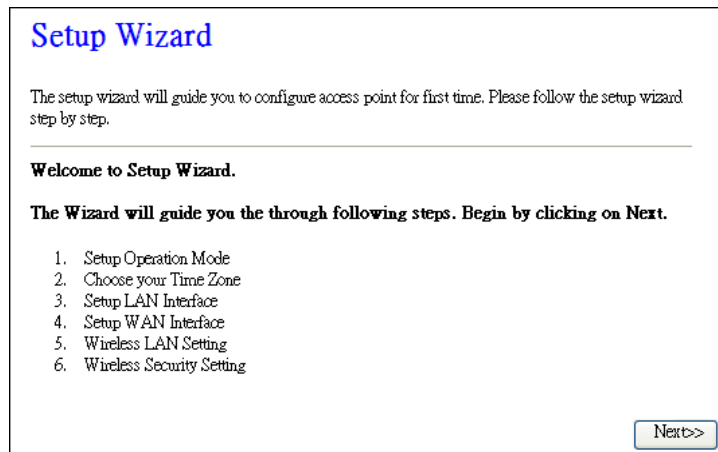 Setup Wizard
The setup wizard will guide you to configure access point for first time. Please follow the setup wizard
step by step.
Welcome to Setup Wizard.
The Wizard will guide you the through following steps. Begin by clicking on Next.
1. Setup Operation Mode
2. Choose your Time Zone
3. Setup LAN Interface
4. Setup WAN Interface
5. Wireless LAN Setting
6. Wireless Security Setting
Next>>